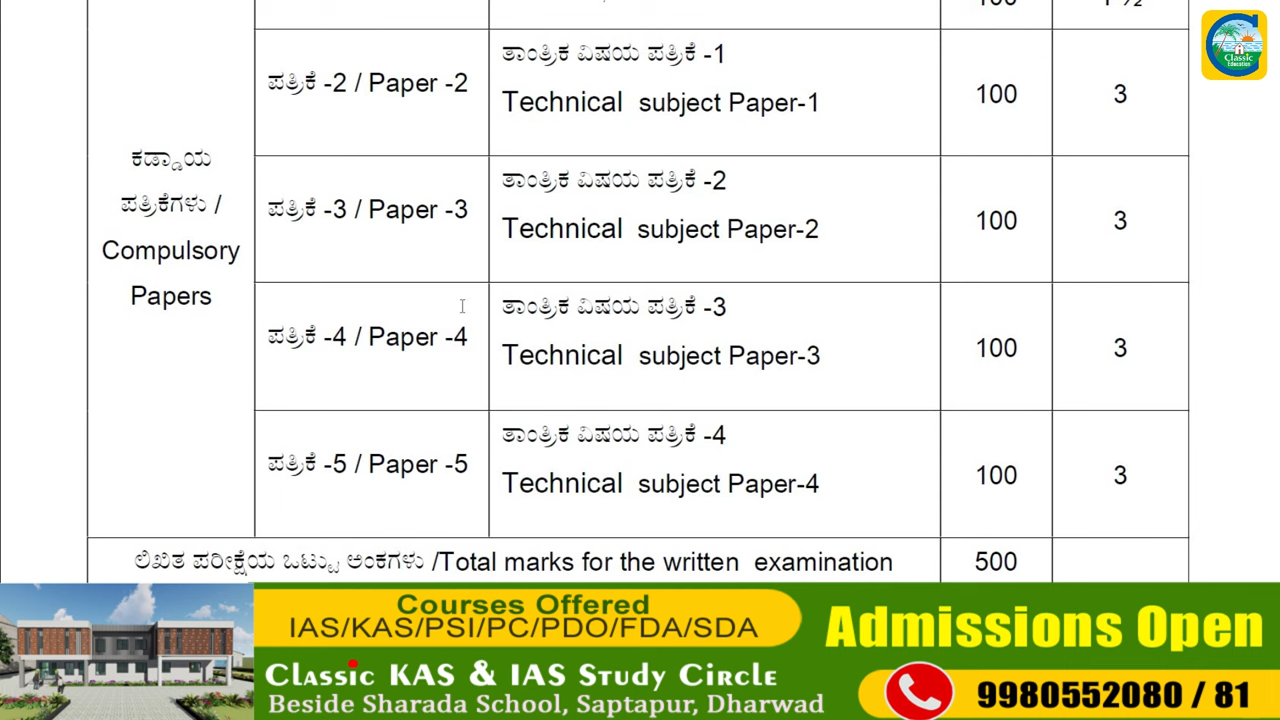 Classic
Education
ತಾಂತ್ರಿಕ ವಿಷಯ ಪತ್ರಿಕೆ -1
ಪತ್ರಿಕೆ -2 / Paper -2
Technical subject Paper-1
100
3
ಕಡ್ಡಾಯ
ಪತ್ರಿಕೆಗಳು /
Compulsory
Papers
ತಾಂತ್ರಿಕ ವಿಷಯ ಪತ್ರಿಕೆ -2
ಪತ್ರಿಕೆ -3 / Paper -3
Technical subject Paper-2
100
3
ತಾಂತ್ರಿಕ ವಿಷಯ ಪತ್ರಿಕೆ -3
ಪತ್ರಿಕೆ -4 / Paper -4
Technical subject Paper-3
100
3
ತಾಂತ್ರಿಕ ವಿಷಯ ಪತ್ರಿಕೆ -4
ಪತ್ರಿಕೆ -5 / Paper -5
Technical subject Paper-4
100
3
ಲಿಖಿತ ಪರೀಕ್ಷೆಯ ಒಟ್ಟು ಅಂಕಗಳು /Total marks for the written examination
500
Courses Offered
IAS/KAS/PSI/PC/PDO/FDA/SDA
Classic KAS & IAS Study Circle
Beside Sharada School, Saptapur, Dharwad
Admissions Open
9980552080 / 81